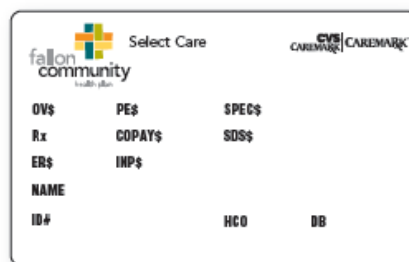 Select Care
CVS
CAREMARK | CAREMARK
fallon
community
health plan
OV$ PE$ SPEC$
Rx COPAY$ SDS$
ER$ INP$
NAME
ID# HCO DB